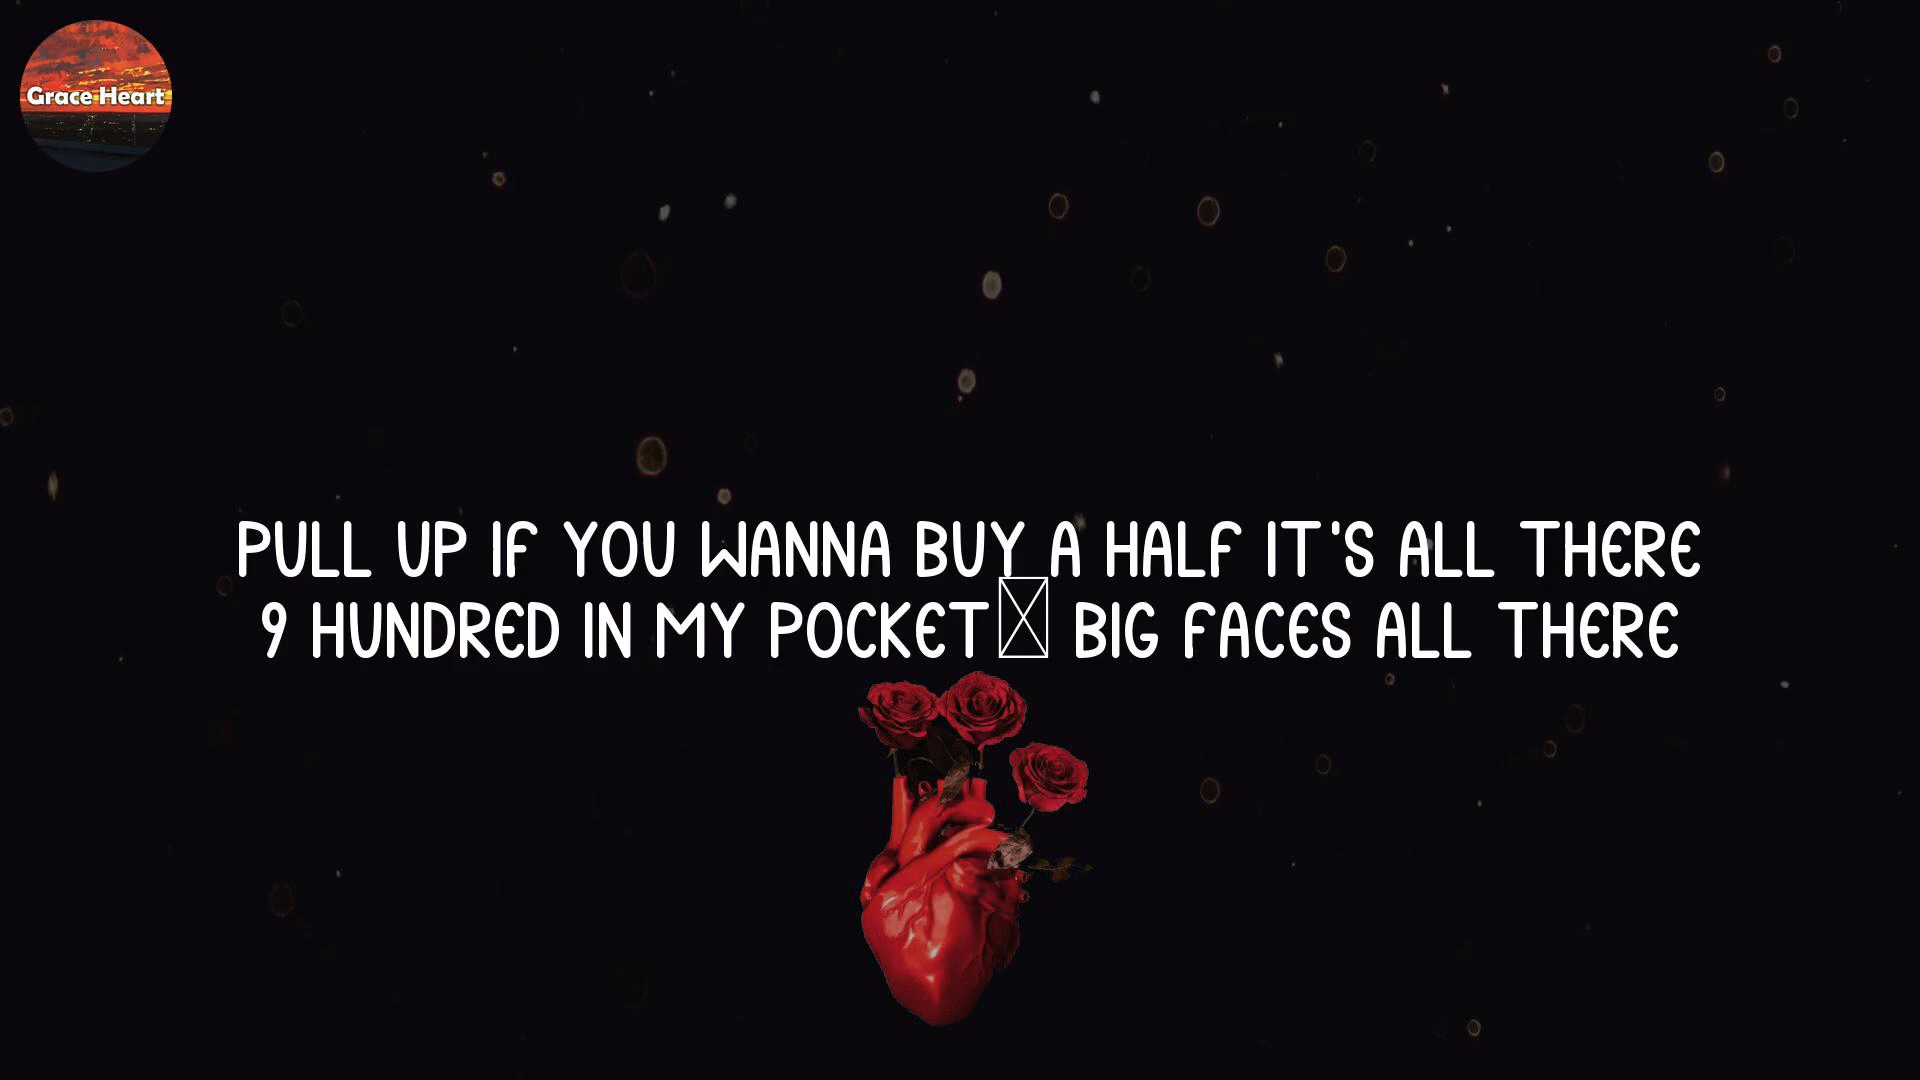 Grace Heart
PULL UP IF YOU WANNA BUY A HALF IT'S ALL THERE
9 HUNDRED IN MY POCKET☒ BIG FACES ALL THERE